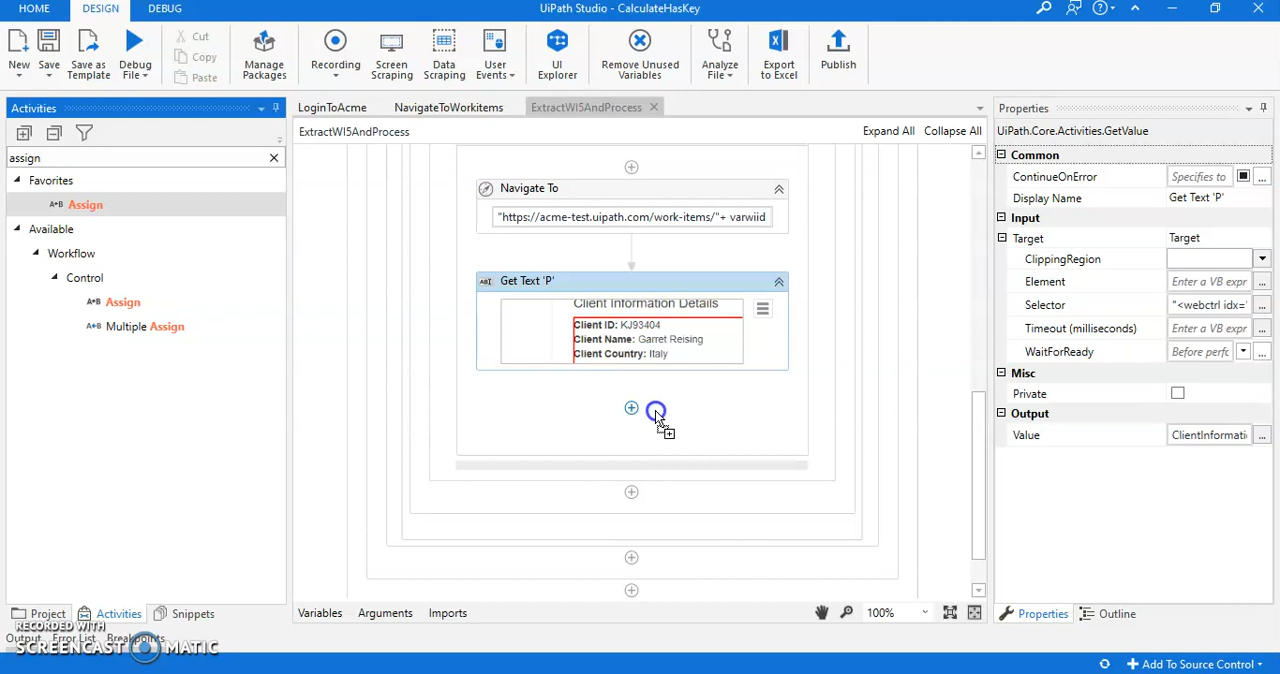 HOME DESIGN DEBUG
UiPath Studio - CalculateHasKey
New Save Save as Template Debug File
Cut
Copy
Paste
Manage Packages
Recording
Screen Scraping
Data Scraping
User Events
UI Explorer
Remove Unused Variables
Analyze File
Export to Excel
Publish
Activities
assign
Favorites
A*B Assign
Available
Workflow
Control
A*B Assign
A*B Multiple Assign
Project Activities Snippets
Output Error List Breakpoints
RECORDED WITH
SCREENCAST MATIC
LoginToAcme NavigateToWorkitems ExtractWI5AndProcess
ExtractWI5AndProcess
Expand All Collapse All
Navigate To
"https://acme-test.uipath.com/work-items/"+ varwiid
Get Text 'P'
Client Information Details
Client ID: KJ93404
Client Name: Garret Reising
Client Country: Italy
Variables Arguments Imports
100%
Properties
UiPath.Core.Activities.GetValue
Common
ContinueOnError Specifies to ...
Display Name Get Text 'P'
Input
Target Target
ClippingRegion
Element Enter a VB expr ...
Selector "<webctrl idx=' ...
Timeout (milliseconds) Enter a VB expr ...
WaitForReady Before perfc ...
Misc
Private
Output
Value ClientInformati ...
Properties Outline
Add To Source Control